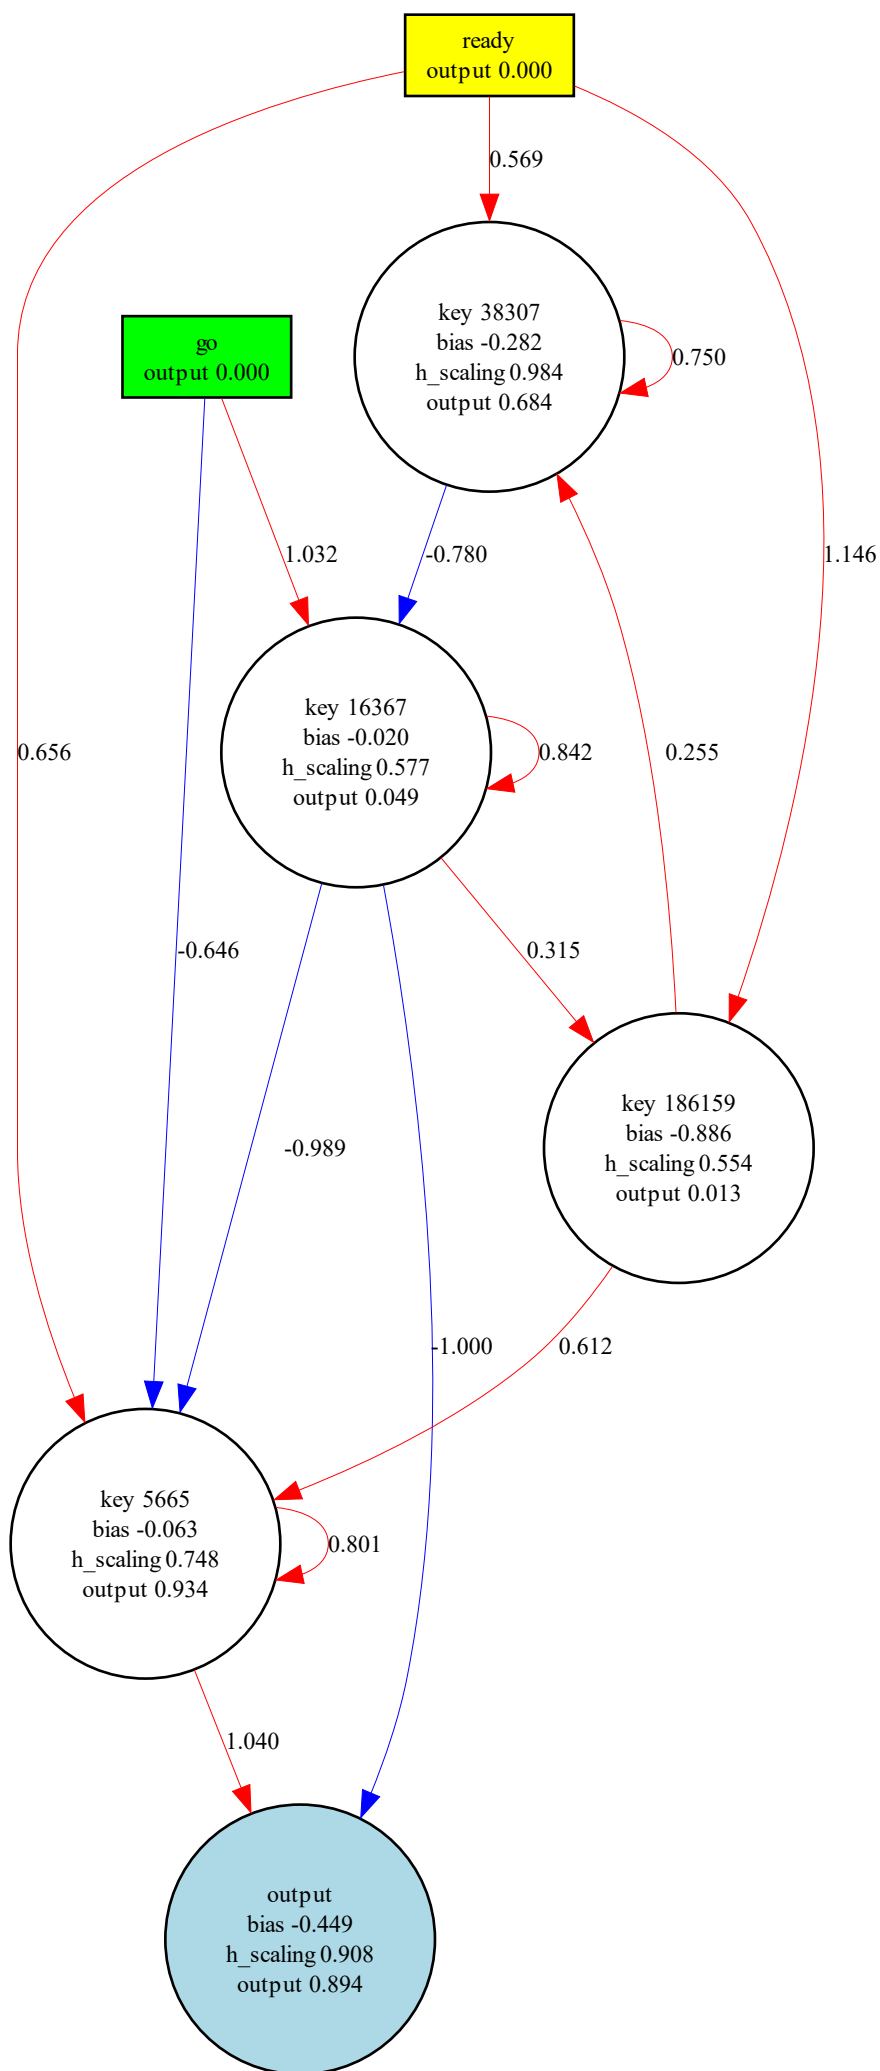 ready
output 0.000
0.569
go
output 0.000
key 38307
bias -0.282
h_scaling 0.984
output 0.684
0.750
1.032
-0.780
1.146
key 16367
bias -0.020
h_scaling 0.577
output 0.049
0.656
0.842
0.255
-0.646
0.315
key 186159
bias -0.886
h_scaling 0.554
output 0.013
-0.989
-1.000
0.612
key 5665
bias -0.063
h_scaling 0.748
output 0.934
0.801
1.040
output
bias -0.449
h_scaling 0.908
output 0.894